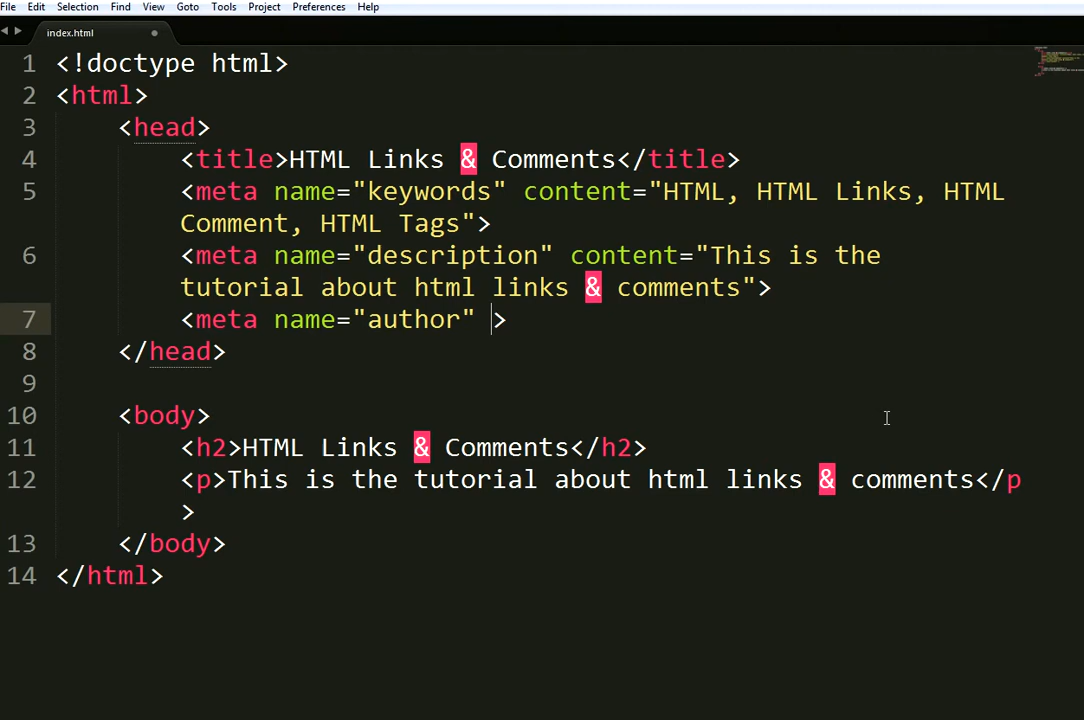 File Edit Selection Find View Goto Tools Project Preferences Help
index.html
1 <!doctype html>
2 <html>
3 <head>
4 <title>HTML Links & Comments</title>
5 <meta name="keywords" content="HTML, HTML Links, HTML
Comment, HTML Tags">
6 <meta name="description" content="This is the
tutorial about html links & comments">
7 <meta name="author" >
8 </head>
9
10 <body>
11 <h2>HTML Links & Comments</h2>
12 <p>This is the tutorial about html links & comments</p
>
13 </body>
14 </html>